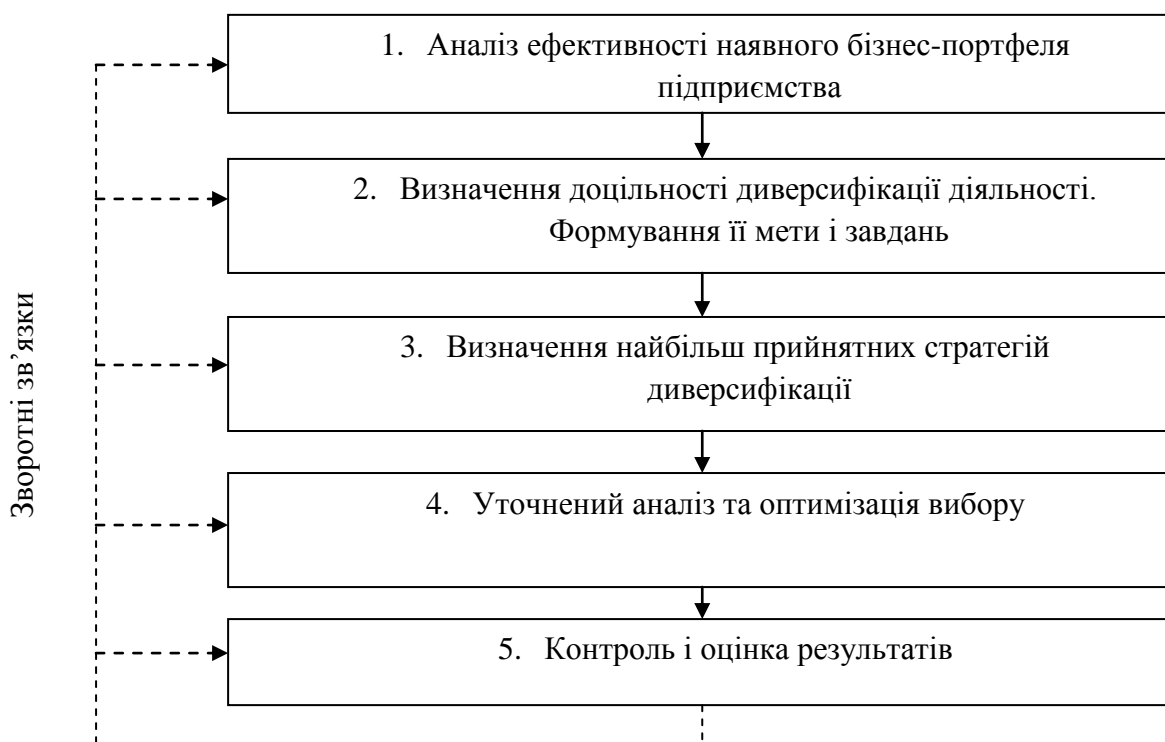 1. Аналіз ефективності наявного бізнес-портфеля
підприємства
2. Визначення доцільності диверсифікації діяльності.
Формування її мети і завдань
3. Визначення найбільш прийнятних стратегій
диверсифікації
4. Уточнений аналіз та оптимізація вибору
5. Контроль і оцінка результатів
Зворотні зв’язки